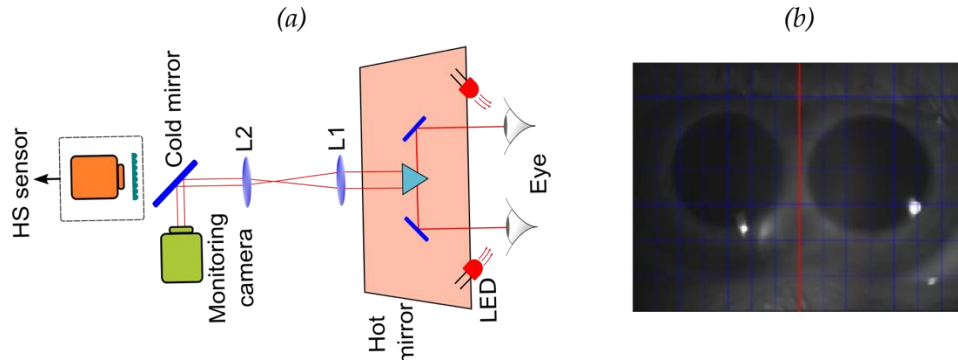 (a)
(b)
HS sensor
Cold mirror
Monitoring
camera
L2
L1
Hot
mirror
LED
Eye